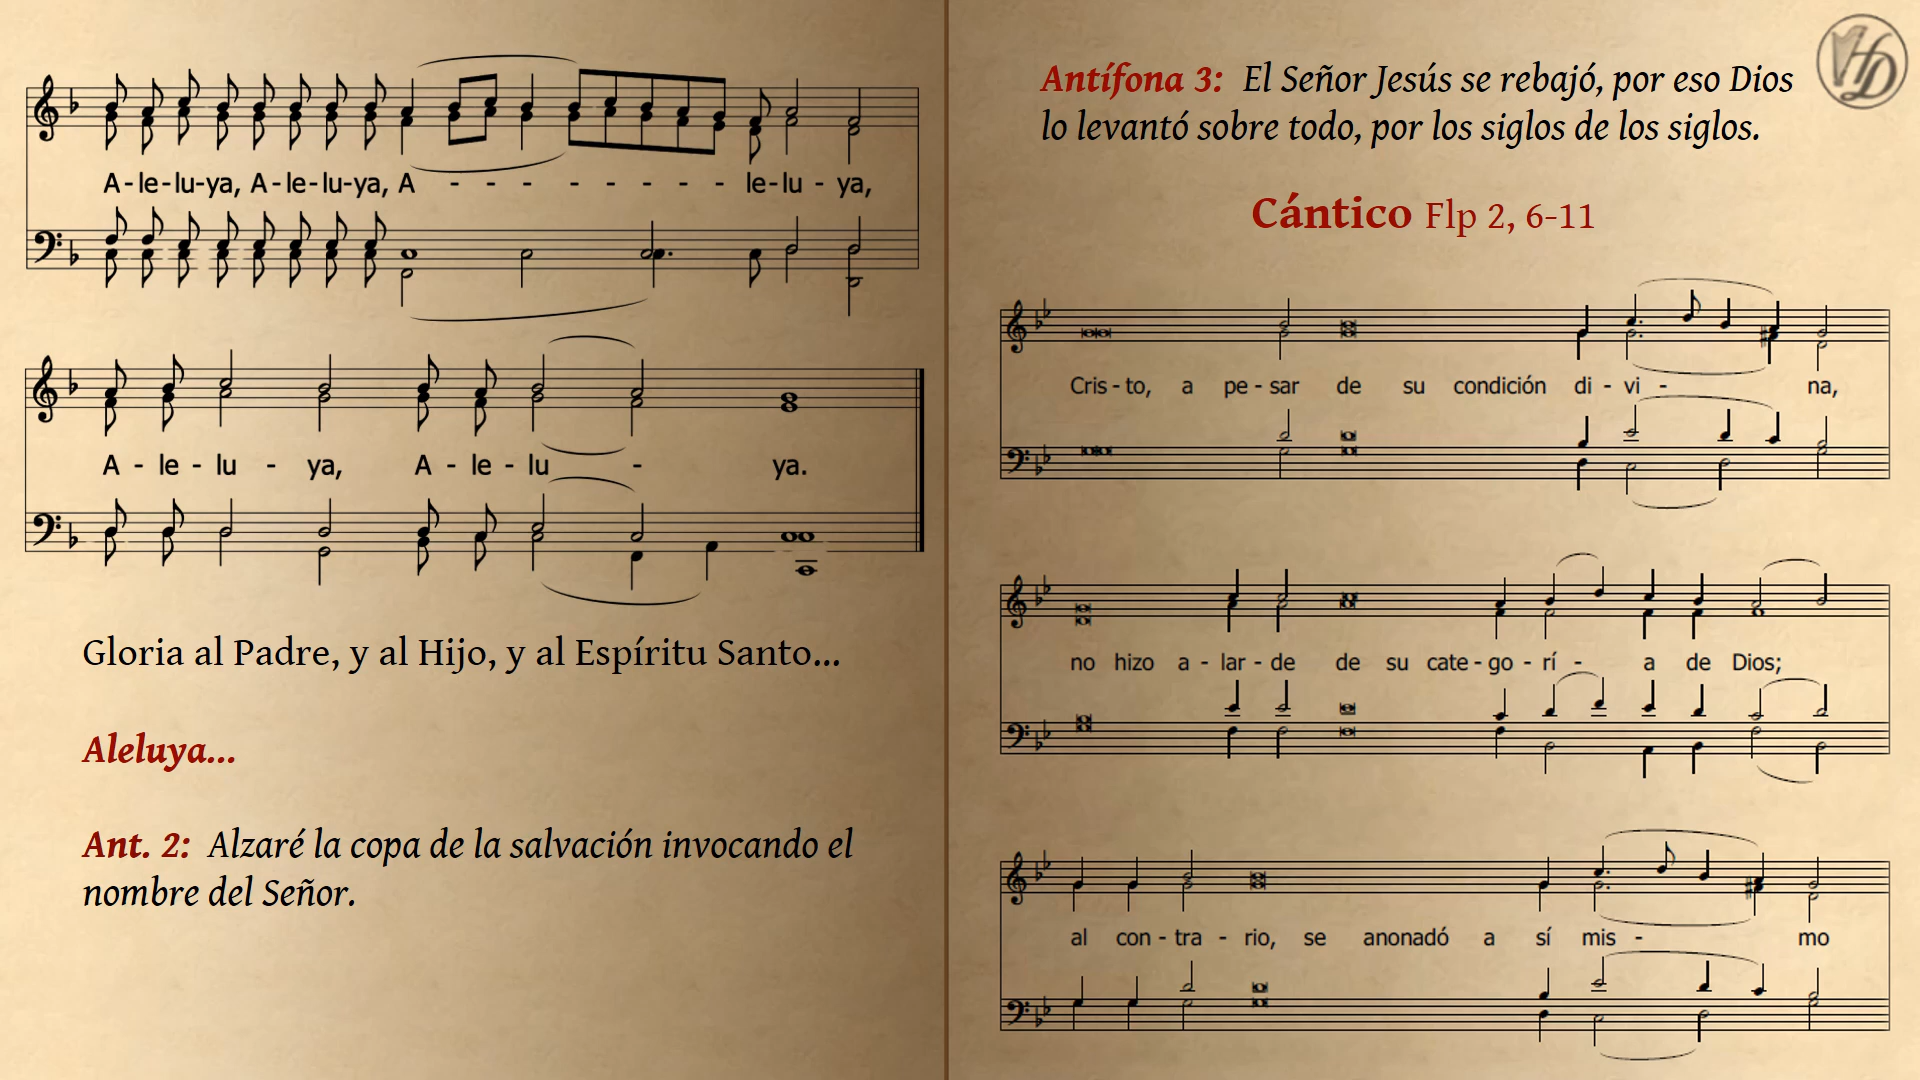 A - le - lu - ya, A - le - lu - ya, A - - - - - - - - le - lu - ya,
A - le - lu - ya, A - le - lu - ya.
Gloria al Padre, y al Hijo, y al Espíritu Santo...
Aleluya...
Ant. 2: Alzaré la copa de la salvación invocando el
nombre del Señor.
HD
Antífona 3: El Señor Jesús se rebajó, por eso Dios
lo levantó sobre todo, por los siglos de los siglos.
Cántico Flp 2, 6-11
Cris - to, a pe - sar de su condición di - vi - na,
no hizo a - lar - de de su cate - go - rí - a de Dios;
al con - tra - rio, se anonadó a sí mis - mo